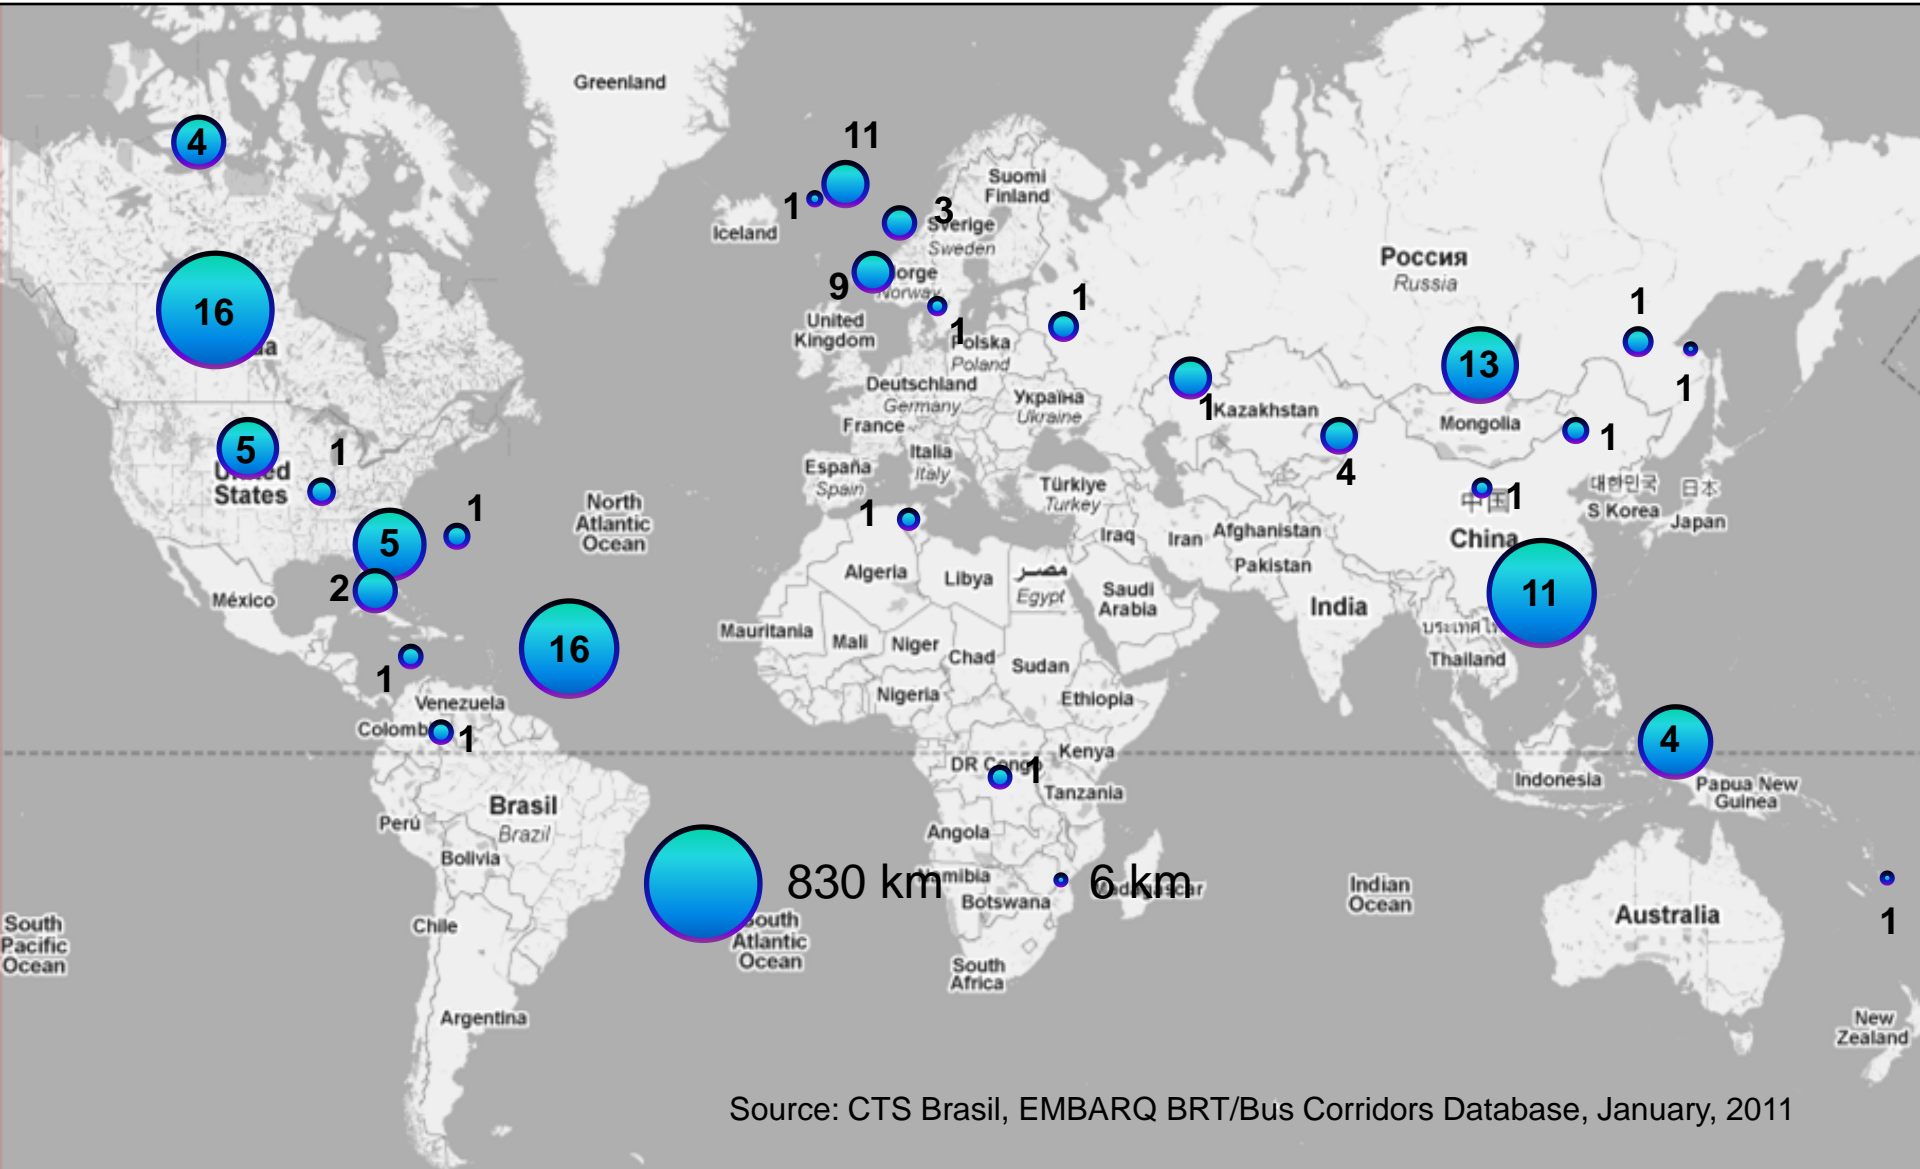 Greenland
4
11
1
Suomi
Finland
3
Sverige
Sweden
Iceland
9
Norway
16
1
1
1
United
Kingdom
Россия
Russia
Polska
Poland
13
1
Deutschland
Germany
Україна
Ukraine
1
Kazakhstan
France
Mongolia
1
5
1
States
Italia
Italy
España
Spain
4
Türkiye
Turkey
1
대한민국
S Korea
日本
Japan
North
Atlantic
Ocean
1
1
5
Iraq
Iran
Afghanistan
China
Pakistan
Algeria
Libya
مصر
Egypt
Saudi
Arabia
India
11
2
México
Mauritania
Mali
Niger
Chad
Sudan
Thailand
16
1
Nigeria
Ethiopia
Venezuela
1
Kenya
DR Congo
1
Tanzania
4
Indonesia
Papua New
Guinea
Brasil
Brazil
Perú
Bolivia
Angola
830 km
Namibia
6 km
Madagascar
Botswana
Indian
Ocean
1
Australia
South
Pacific
Ocean
Chile
South
Atlantic
Ocean
South
Africa
Argentina
New
Zealand
Source: CTS Brasil, EMBARQ BRT/Bus Corridors Database, January, 2011